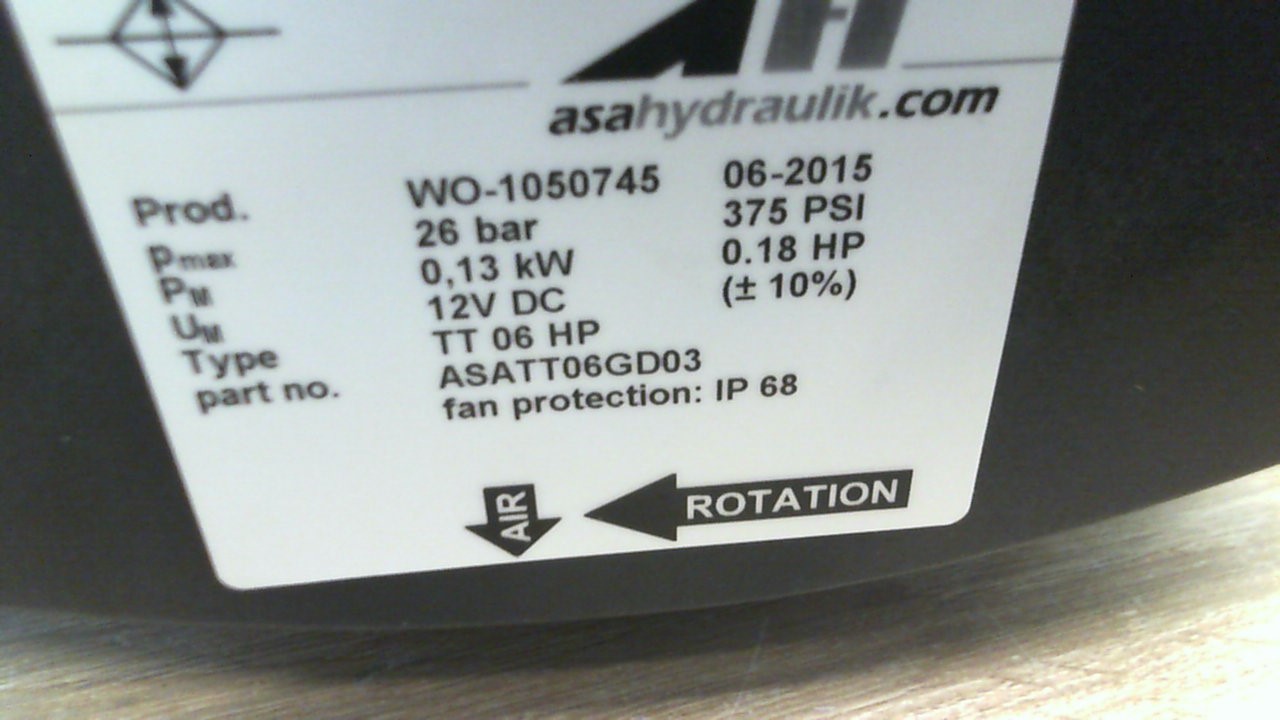 AH
asahydraulik.com
Prod. WO-1050745 06-2015
pmax 26 bar 375 PSI
PM 0,13 kW 0.18 HP
UM 12V DC (± 10%)
Type TT 06 HP
part no. ASATT06GD03
fan protection: IP 68
AIR ROTATION